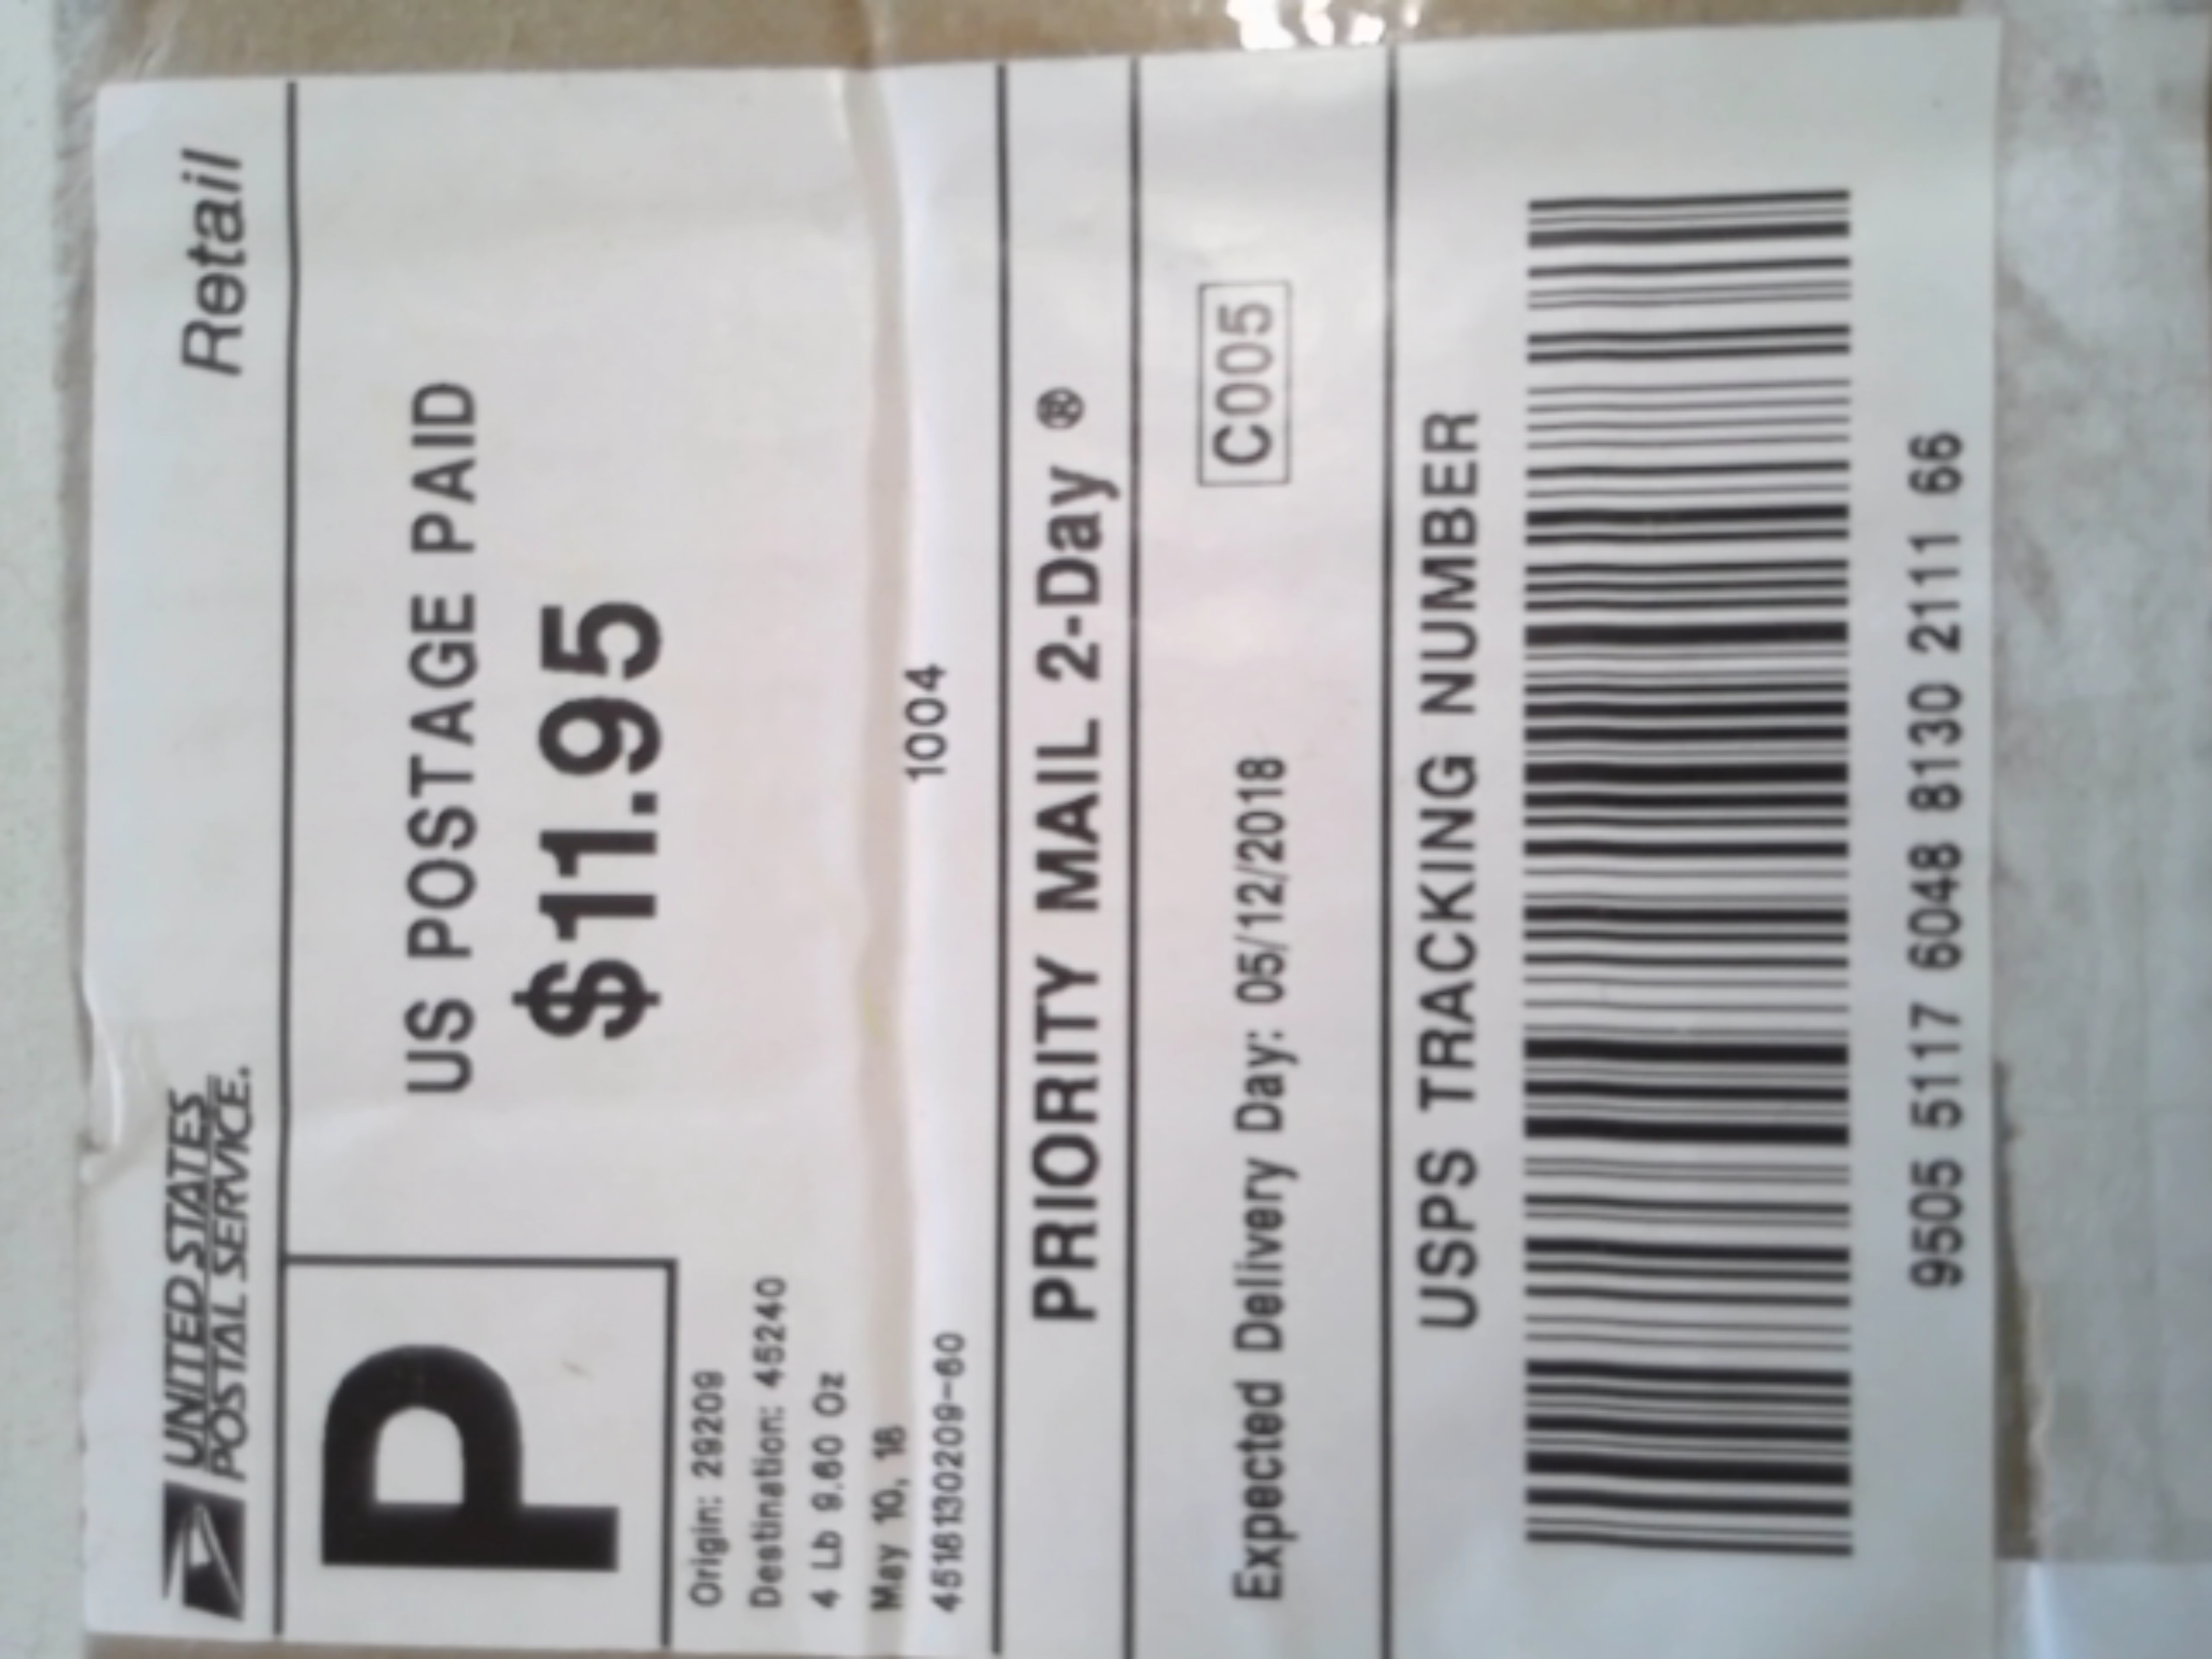 UNITED STATES
POSTAL SERVICE.
Retail
P
US POSTAGE PAID
$11.95
Origin: 29209
Destination: 45240
4 Lb 9.60 Oz
May 10, 18
4516130209-60
1004
PRIORITY MAIL 2-Day ®
Expected Delivery Day: 05/12/2018
C005
USPS TRACKING NUMBER
9505 5117 6048 8130 2111 66